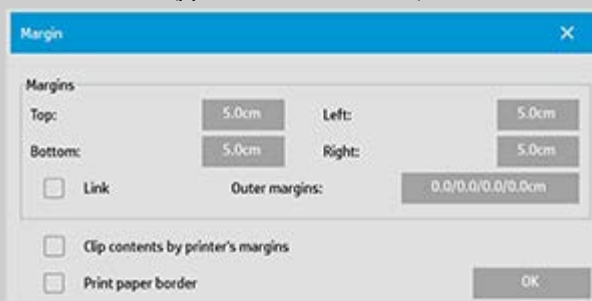 Margin
Margins
Top: 5.0cm Left: 5.0cm
Bottom: 5.0cm Right: 5.0cm
Link Outer margins: 0.0/0.0/0.0/0.0cm
Clip contents by printer's margins
Print paper border OK